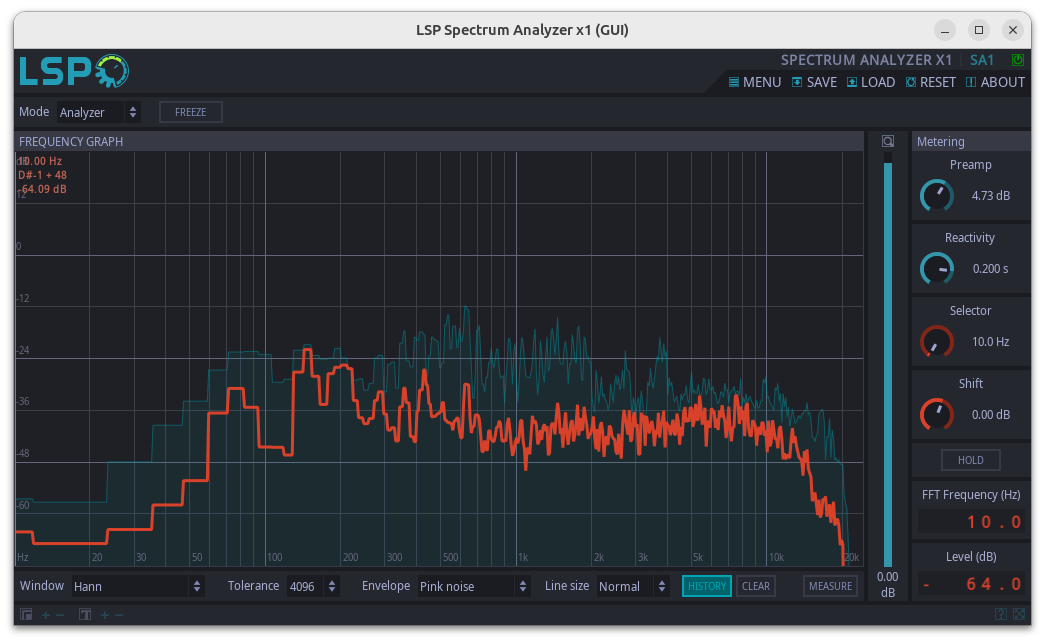 LSP Spectrum Analyzer x1 (GUI)
LSP
SPECTRUM ANALYZER X1 SA1
MENU SAVE LOAD RESET ABOUT
Mode Analyzer FREEZE
FREQUENCY GRAPH
10.00 Hz
D#-1 + 48
-64.09 dB
12
0
-12
-24
-36
-48
-60
Hz 20 30 50 100 200 300 500 1k 2k 3k 5k 10k 20k
0.00
dB
Metering
Preamp
4.73 dB
Reactivity
0.200 s
Selector
10.0 Hz
Shift
0.00 dB
HOLD
FFT Frequency (Hz)
10.0
Level (dB)
- 64.0
Window Hann Tolerance 4096 Envelope Pink noise Line size Normal HISTORY CLEAR MEASURE